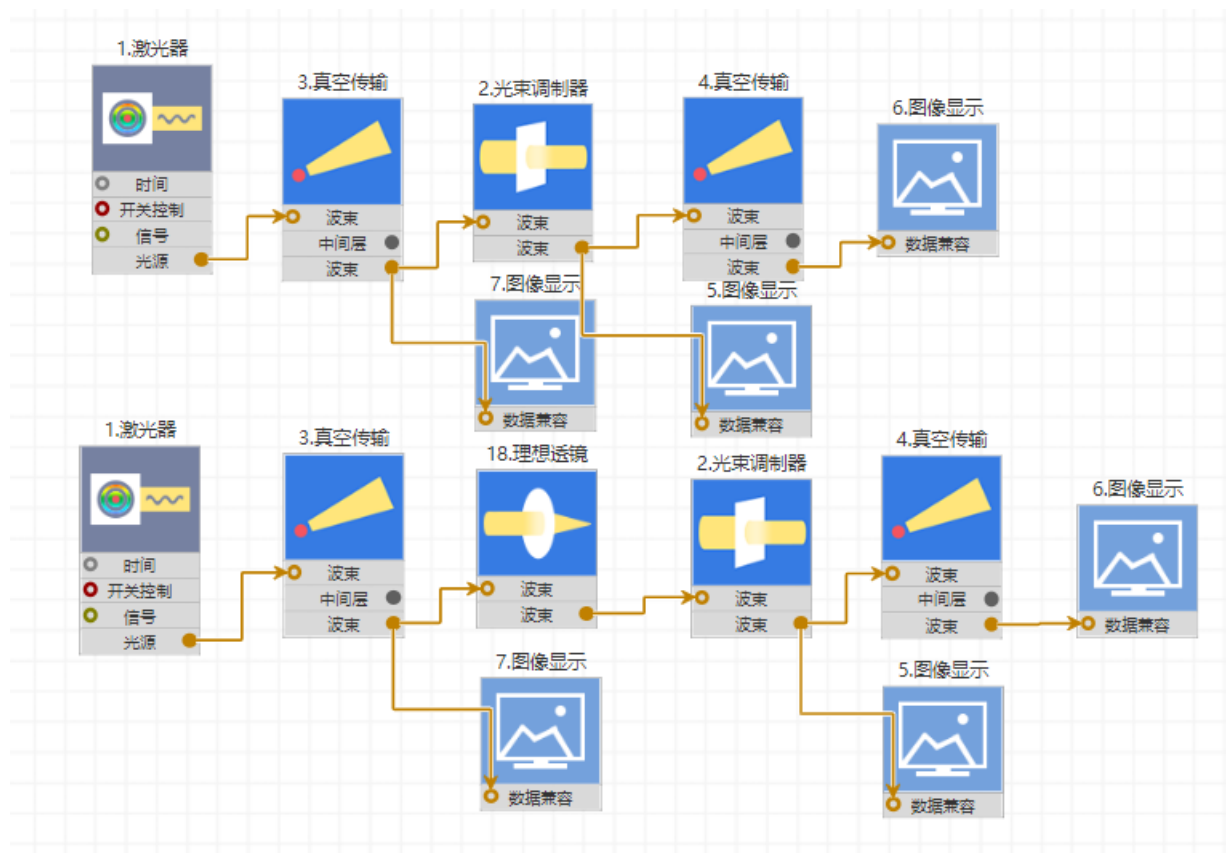 1.激光器
时间
开关控制
信号
光源
3.真空传输
波束
中间层
波束
2.光束调制器
波束
波束
4.真空传输
波束
中间层
波束
6.图像显示
数据兼容
7.图像显示
数据兼容
5.图像显示
数据兼容
1.激光器
时间
开关控制
信号
光源
3.真空传输
波束
中间层
波束
18.理想透镜
波束
波束
2.光束调制器
波束
波束
4.真空传输
波束
中间层
波束
6.图像显示
数据兼容
7.图像显示
数据兼容
5.图像显示
数据兼容